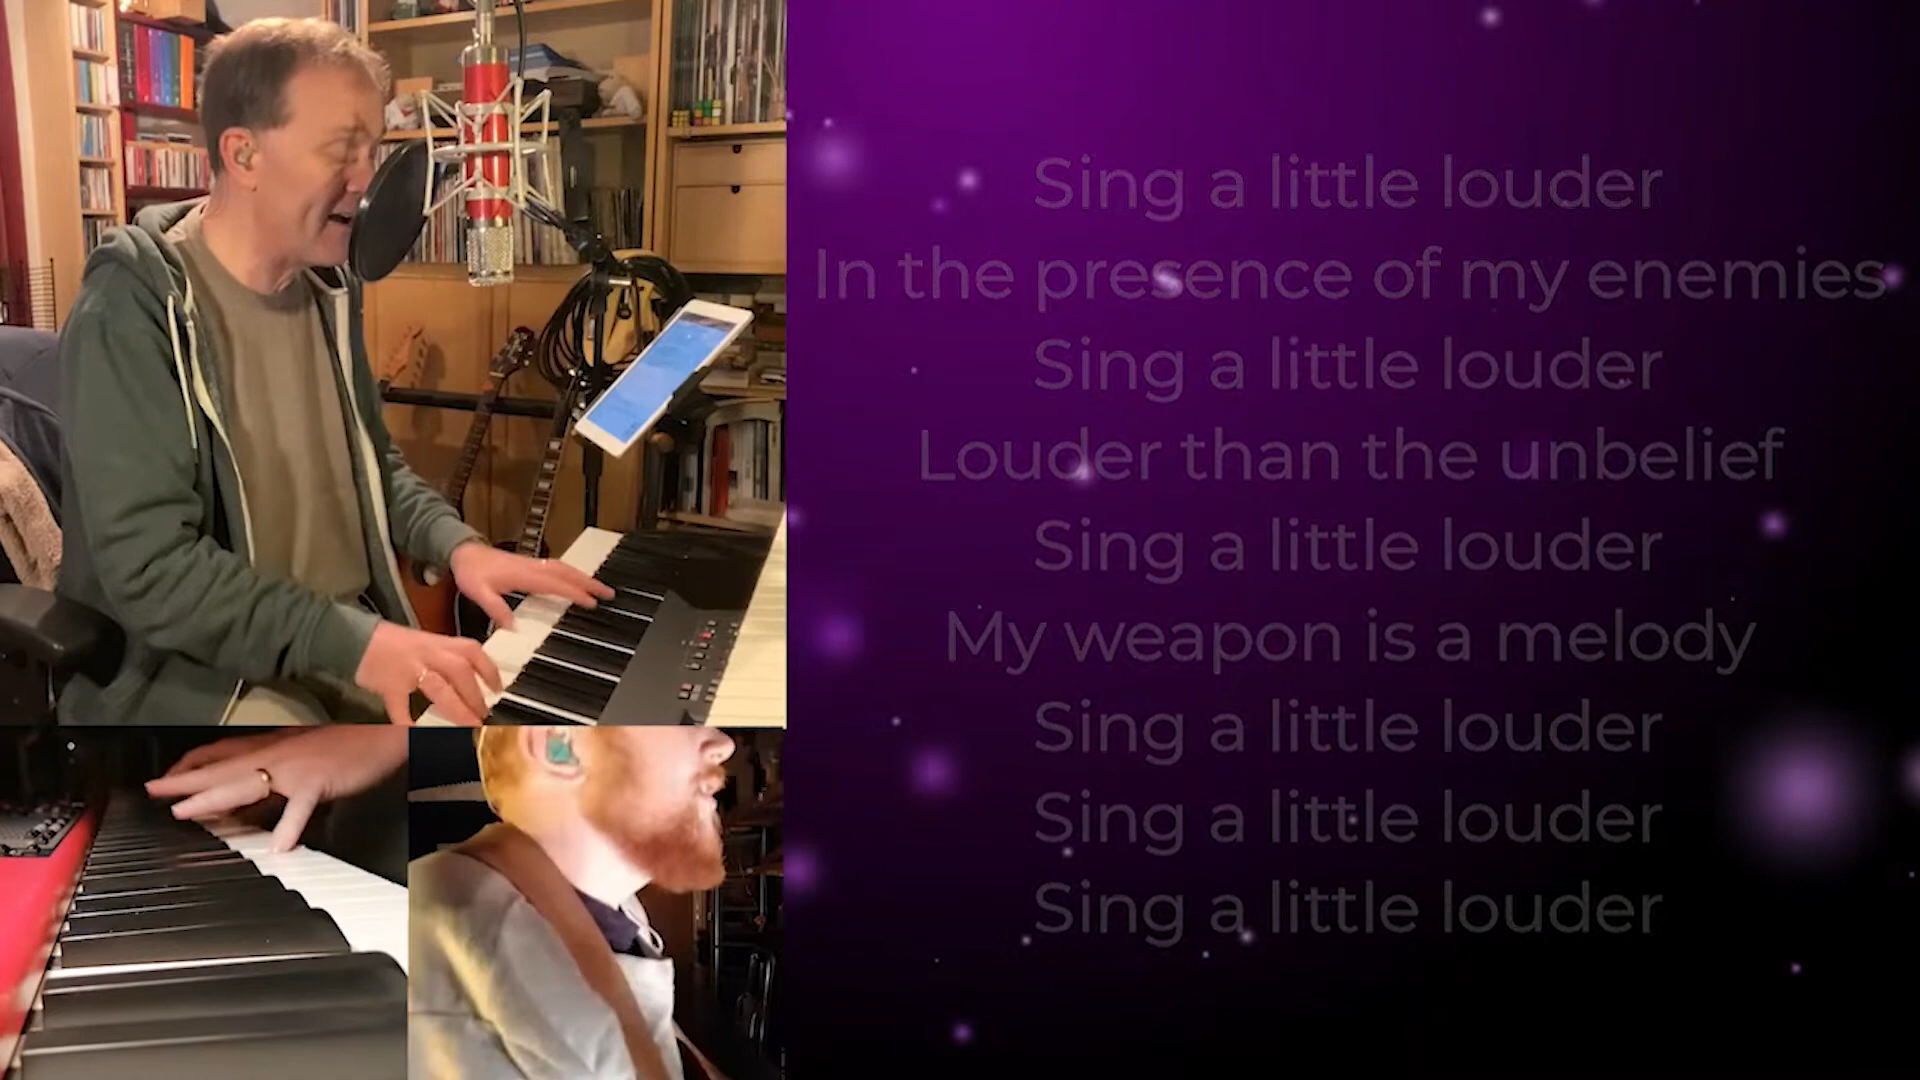 Sing a little louder
In the presence of my enemies
Sing a little louder
Louder than the unbelief
Sing a little louder
My weapon is a melody
Sing a little louder
Sing a little louder
Sing a little louder